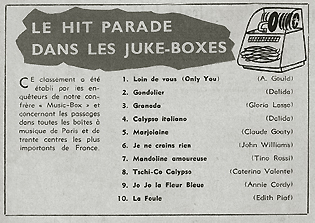 LE HIT PARADE
DANS LES JUKE-BOXES
CE classement a été
établi par les en-
quêteurs de notre con-
frère « Music-Box » et
concernant les passages
dans toutes les boîtes à
musique de Paris et de
trente centres les plus
importants de France.
1. Loin de vous (Only You) (A. Gould)
2. Gondolier (Dalida)
3. Granada (Gloria Lasso)
4. Calypso italiano (Dalida)
5. Marjolaine (Claude Goaty)
6. Je ne crains rien (John Williams)
7. Mandoline amoureuse (Tino Rossi)
8. Tschi-Co Calypso (Caterina Valente)
9. Jo Jo la Fleur Bleue (Annie Cordy)
10. La Foule (Edith Piaf)